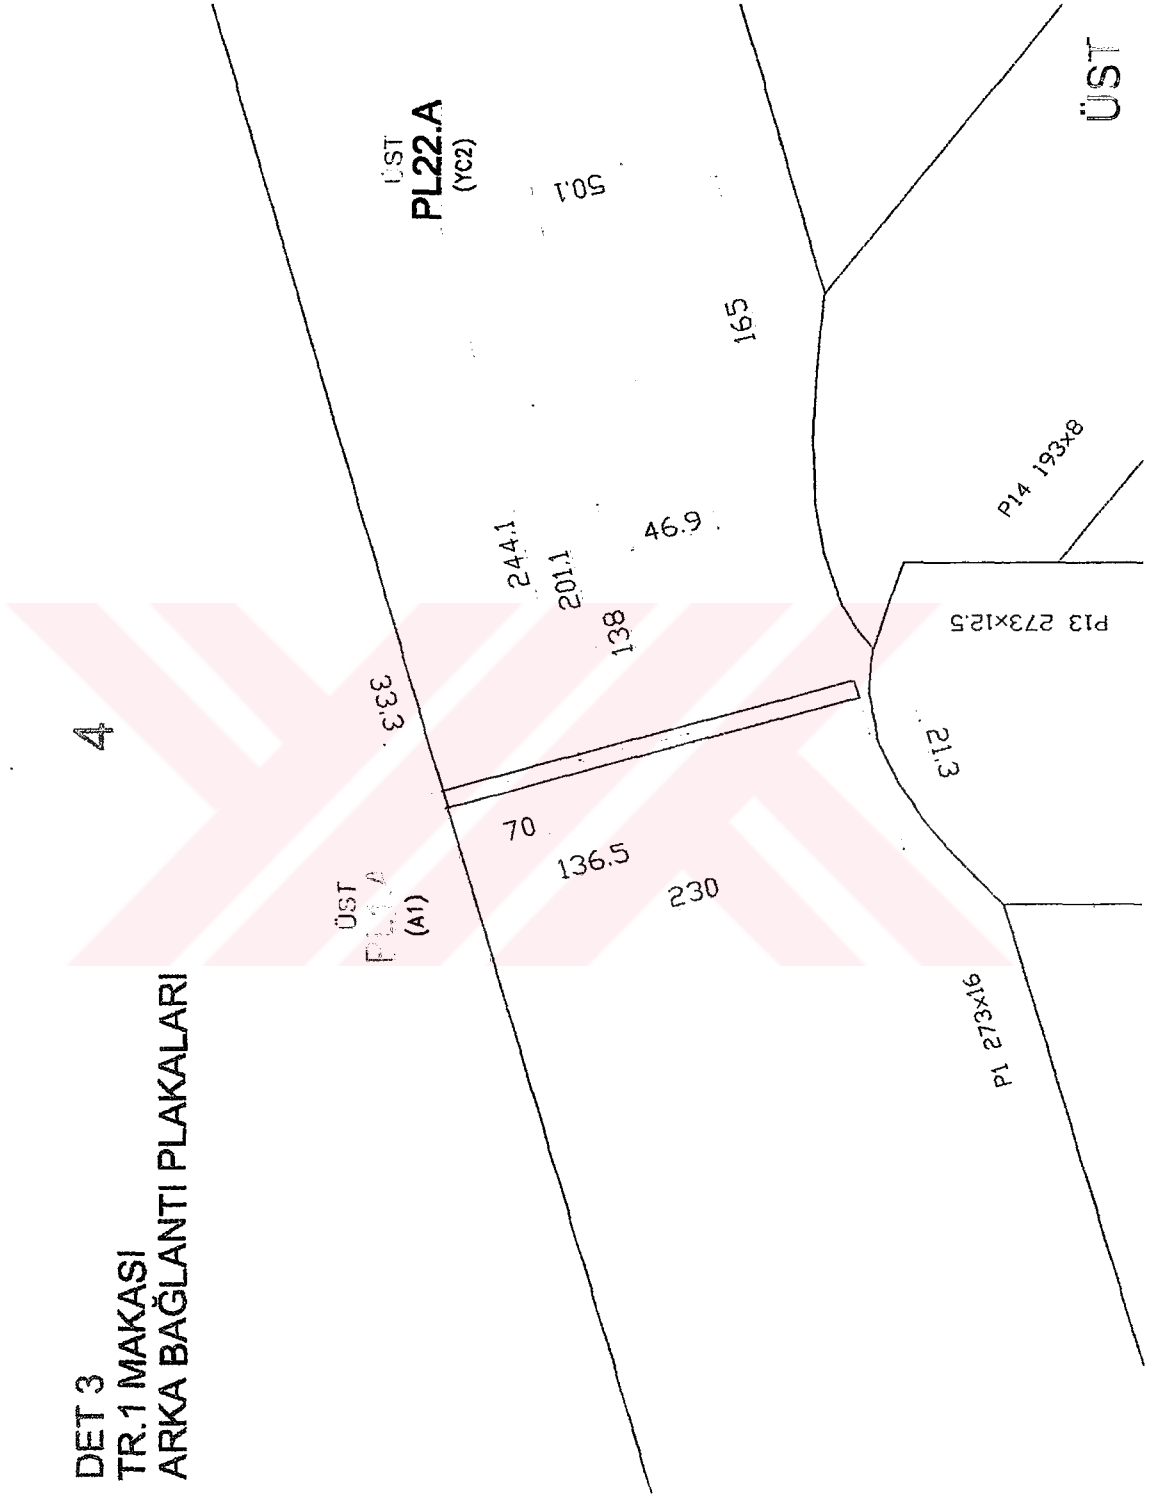 DET 3
TR.1 MAKASI
ARKA BAĞLANTI PLAKALARI
4
ÜST
PL1.A
(A1)
33.3
ÜST
PL22.A
(YC2)
70
136.5
230
244.1
201.1
138
46.9
50.1
165
21.3
P1 273x16
P13 273x12.5
P14 193x8
ÜST